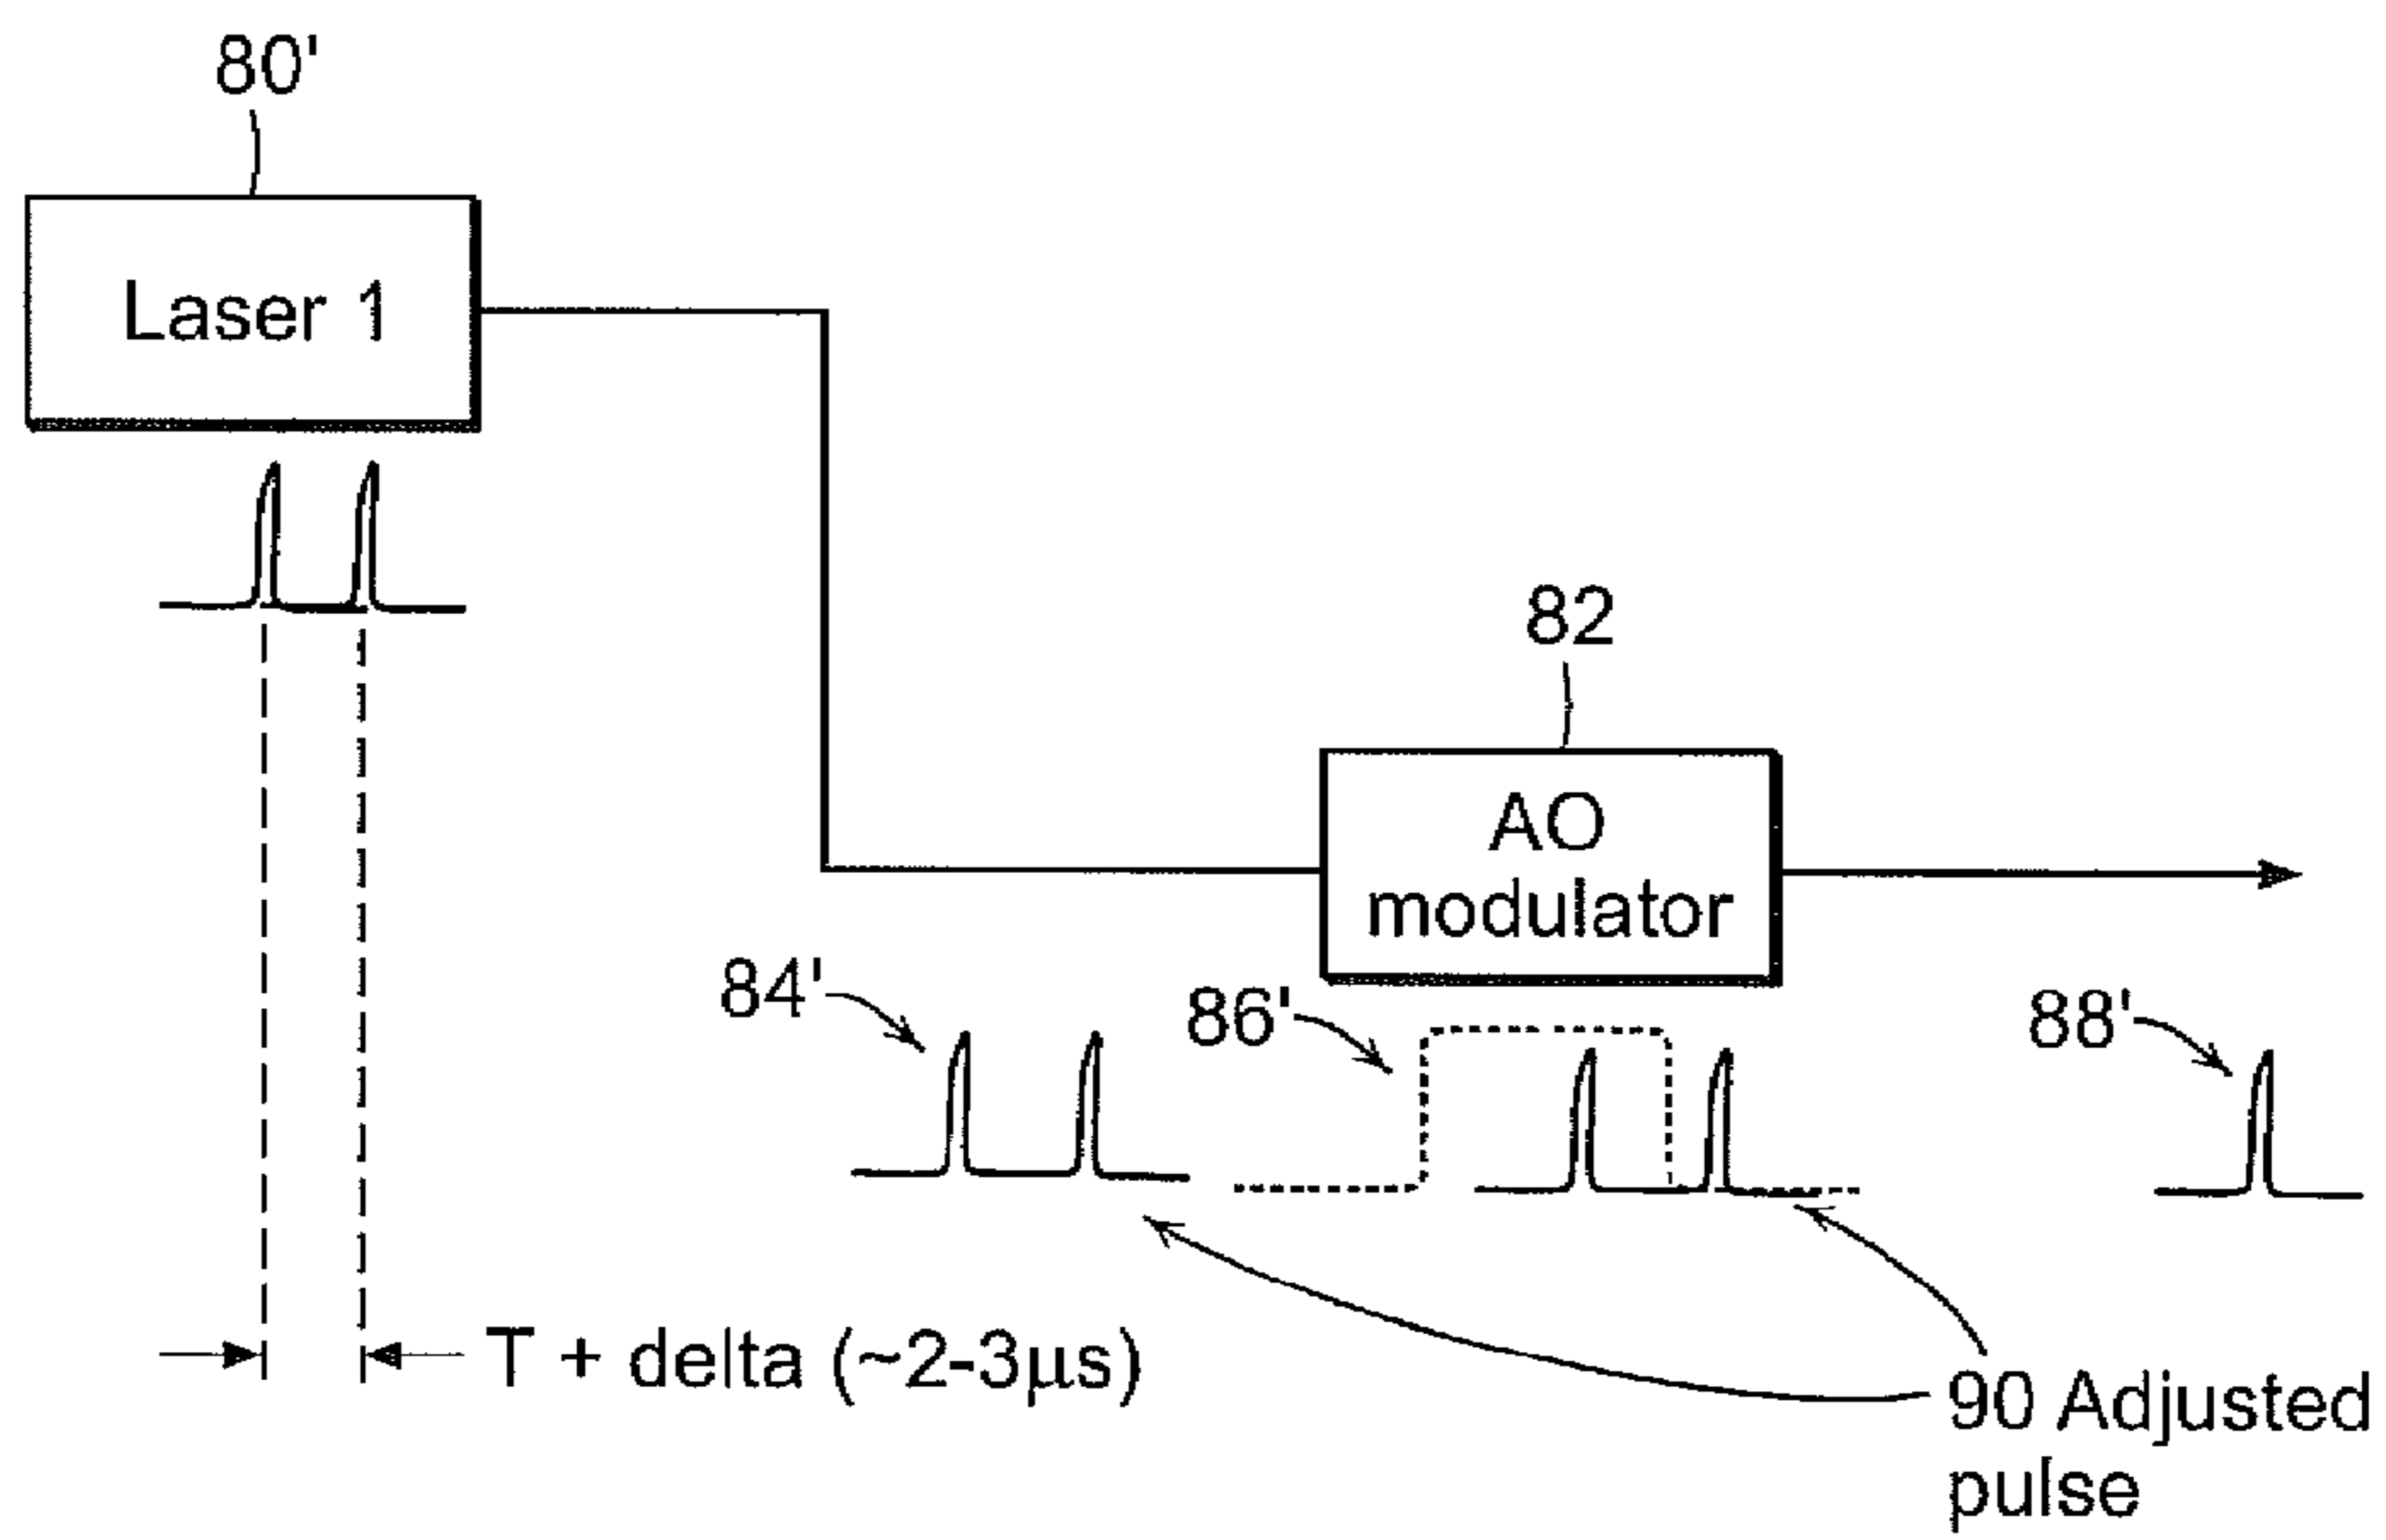 80'
Laser 1
82
AO
modulator
84'
86'
88'
T + delta (~2-3µs)
90 Adjusted
pulse